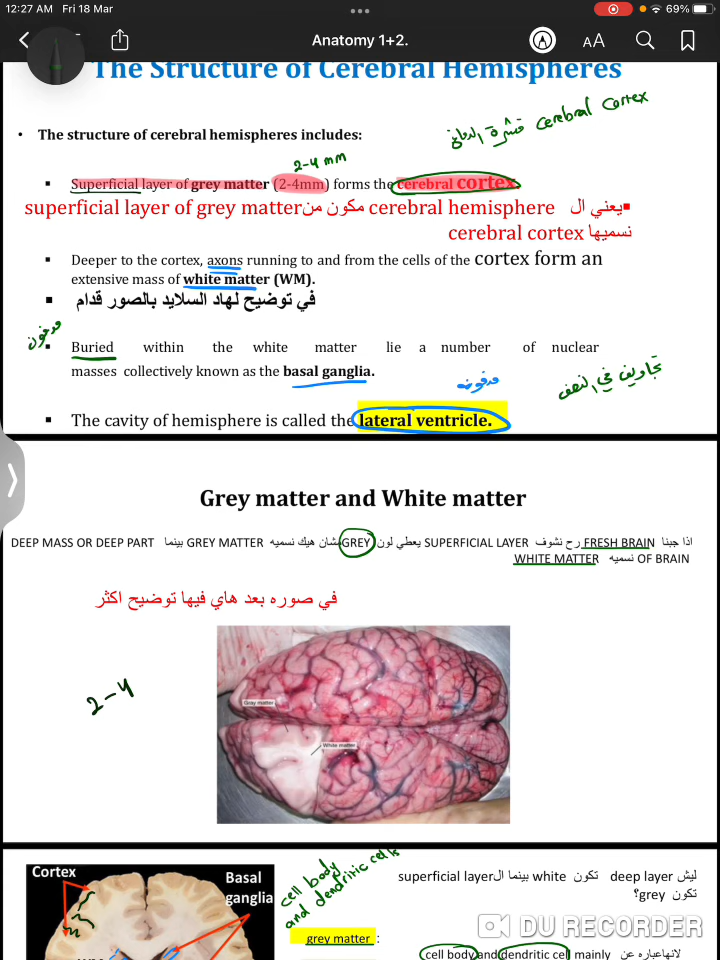 12:27 AM Fri 18 Mar
69%
Anatomy 1+2.
AA
The Structure of Cerebral Hemispheres
قشرة الدماغ cerebral cortex
• The structure of cerebral hemispheres includes:
2-4 mm
▪ Superficial layer of grey matter (2-4mm) forms the cerebral cortex.
▪يعني ال cerebral hemisphere مكون من superficial layer of grey matter
نسميها cerebral cortex
▪ Deeper to the cortex, axons running to and from the cells of the cortex form an
extensive mass of white matter (WM).
▪ في توضيح لهاد السلايد بالصور قدام
مدفون
▪ Buried within the white matter lie a number of nuclear
masses collectively known as the basal ganglia.
مدفونه
تجاويف في النصف
▪ The cavity of hemisphere is called the lateral ventricle.
Grey matter and White matter
اذا جبنا FRESH BRAIN رح نشوف SUPERFICIAL LAYER يعطي لون GREY مشان هيك نسميه GREY MATTER بينما DEEP MASS OR DEEP PART
OF BRAIN نسميه WHITE MATTER
في صوره بعد هاي فيها توضيح اكثر
2-4
Grey matter
White matter
Cortex
Basal
ganglia
cell body
and dendritic cells
ليش deep layer تكون white بينما ال superficial layer
تكون grey؟
DU RECORDER
grey matter :
لانهاعباره عن mainly cell body and dendritic cell